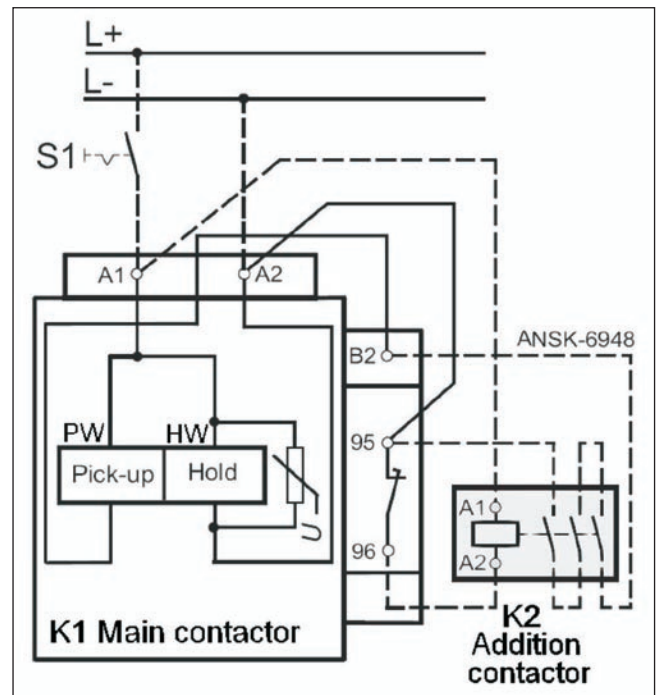 L+
L-
S1
A1
A2
ANSK-6948
B2
PW
HW
95
Pick-up
Hold
U
A1
A2
96
K1 Main contactor
K2
Addition
contactor